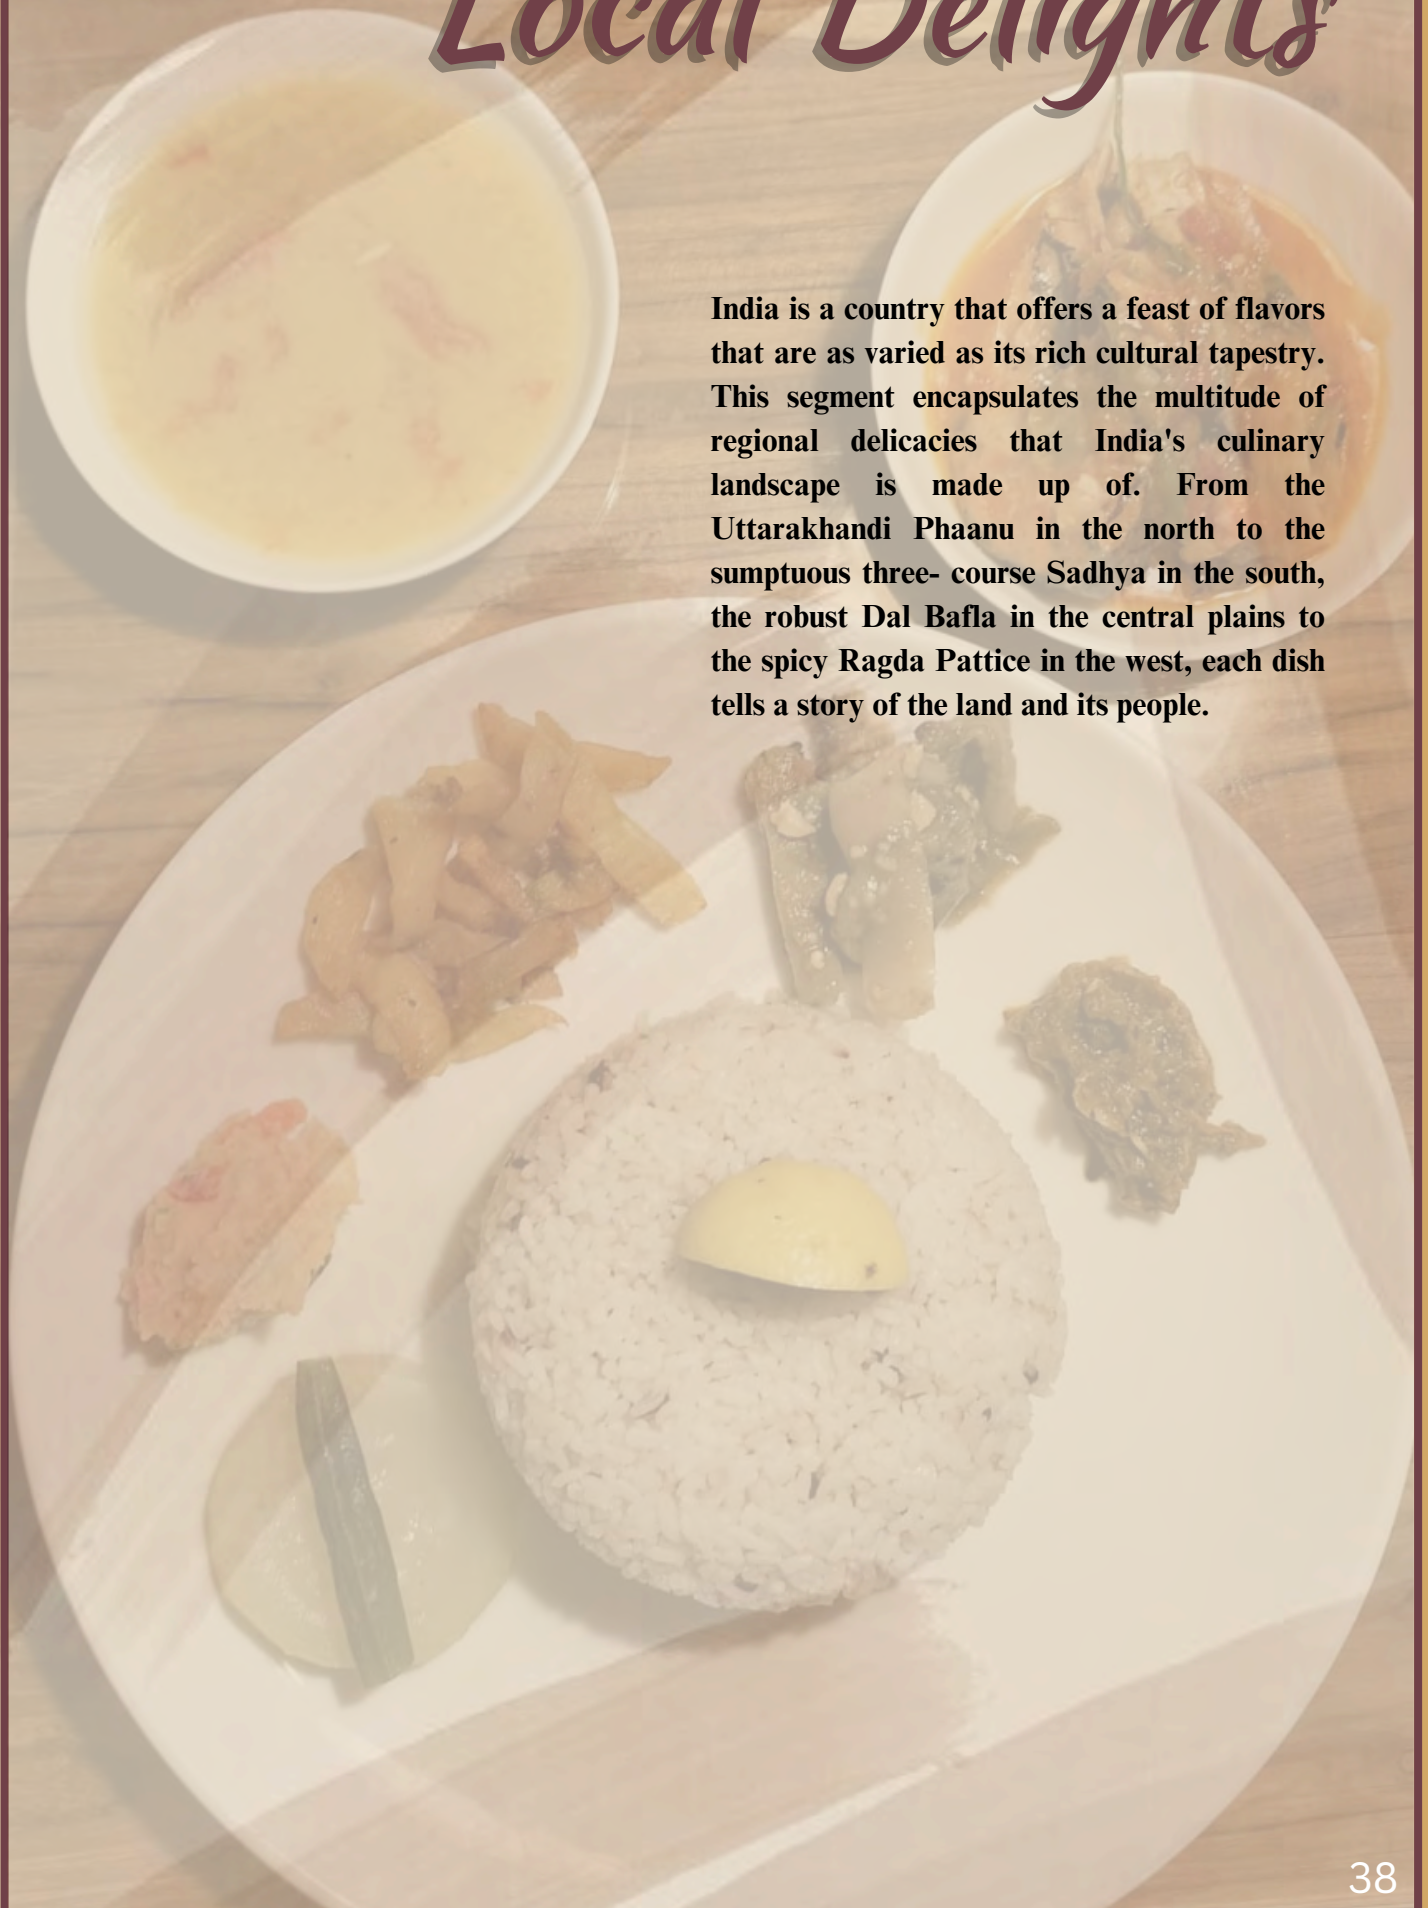 Local Delights
India is a country that offers a feast of flavors
that are as varied as its rich cultural tapestry.
This segment encapsulates the multitude of
regional delicacies that India's culinary
landscape is made up of. From the
Uttarakhandi Phaanu in the north to the
sumptuous three- course Sadhya in the south,
the robust Dal Bafla in the central plains to
the spicy Ragda Pattice in the west, each dish
tells a story of the land and its people.
38